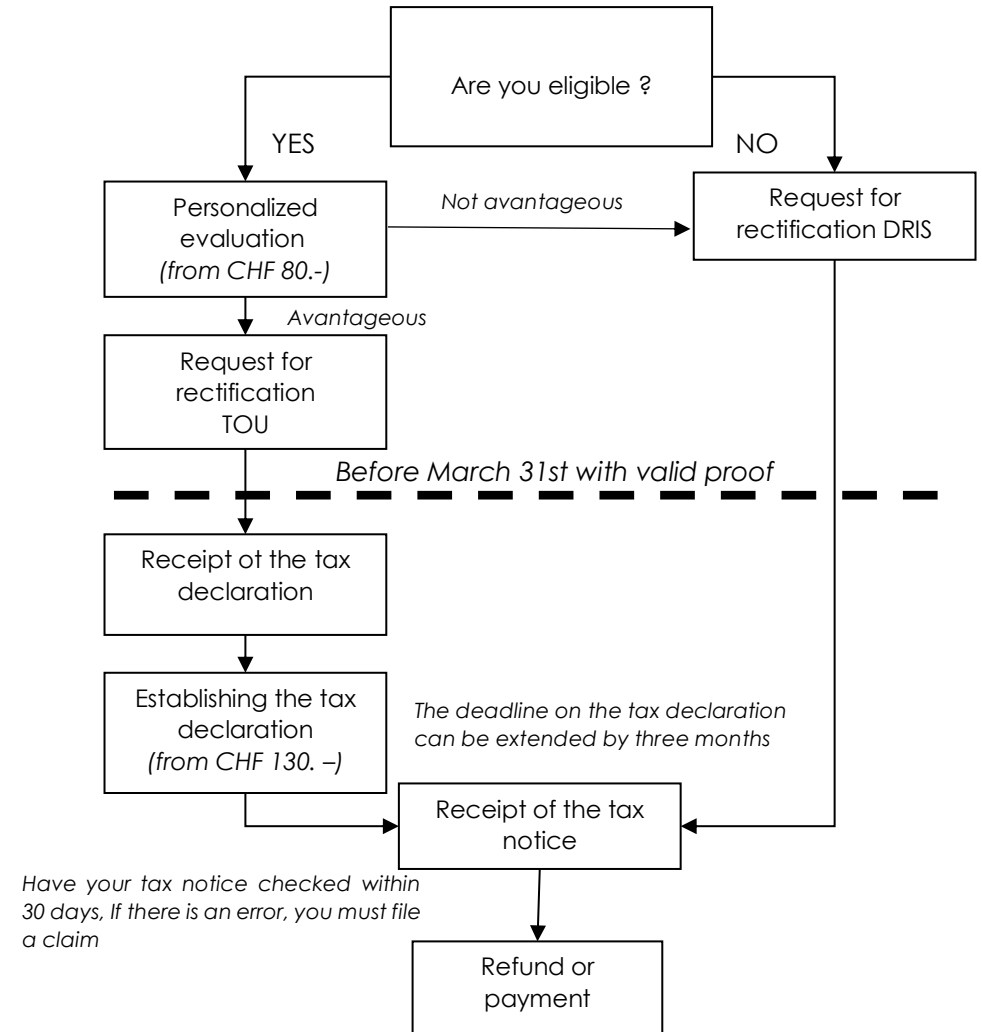 Are you eligible ?
YES
NO
Personalized
evaluation
(from CHF 80.-)
Not avantageous
Request for
rectification DRIS
Avantageous
Request for
rectification
TOU
Before March 31st with valid proof
Receipt ot the tax
declaration
Establishing the tax
declaration
(from CHF 130. –)
The deadline on the tax declaration
can be extended by three months
Receipt of the tax
notice
Have your tax notice checked within
30 days, If there is an error, you must file
a claim
Refund or
payment